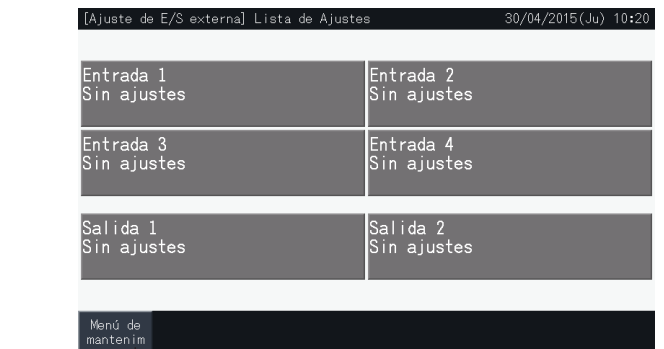 [Ajuste de E/S externa] Lista de Ajustes 30/04/2015(Ju) 10:20
Entrada 1 Entrada 2
Sin ajustes Sin ajustes
Entrada 3 Entrada 4
Sin ajustes Sin ajustes
Salida 1 Salida 2
Sin ajustes Sin ajustes
Menú de
mantenim